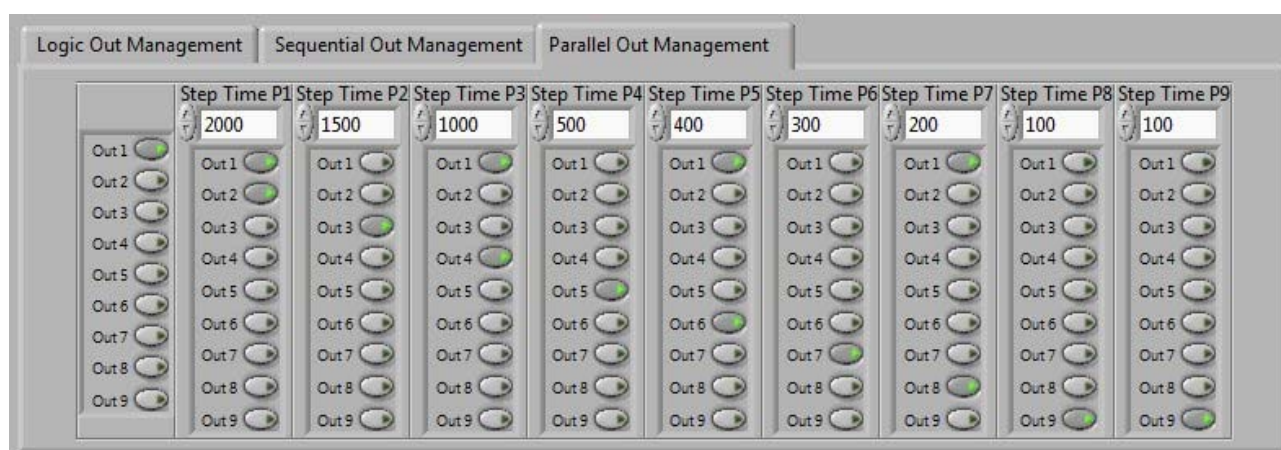 Logic Out Management Sequential Out Management Parallel Out Management
Step Time P1 Step Time P2 Step Time P3 Step Time P4 Step Time P5 Step Time P6 Step Time P7 Step Time P8 Step Time P9
2000 1500 1000 500 400 300 200 100 100
Out 1 Out 1 Out 1 Out 1 Out 1 Out 1 Out 1 Out 1 Out 1 Out 1
Out 2 Out 2 Out 2 Out 2 Out 2 Out 2 Out 2 Out 2 Out 2 Out 2
Out 3 Out 3 Out 3 Out 3 Out 3 Out 3 Out 3 Out 3 Out 3 Out 3
Out 4 Out 4 Out 4 Out 4 Out 4 Out 4 Out 4 Out 4 Out 4 Out 4
Out 5 Out 5 Out 5 Out 5 Out 5 Out 5 Out 5 Out 5 Out 5 Out 5
Out 6 Out 6 Out 6 Out 6 Out 6 Out 6 Out 6 Out 6 Out 6 Out 6
Out 7 Out 7 Out 7 Out 7 Out 7 Out 7 Out 7 Out 7 Out 7 Out 7
Out 8 Out 8 Out 8 Out 8 Out 8 Out 8 Out 8 Out 8 Out 8 Out 8
Out 9 Out 9 Out 9 Out 9 Out 9 Out 9 Out 9 Out 9 Out 9 Out 9